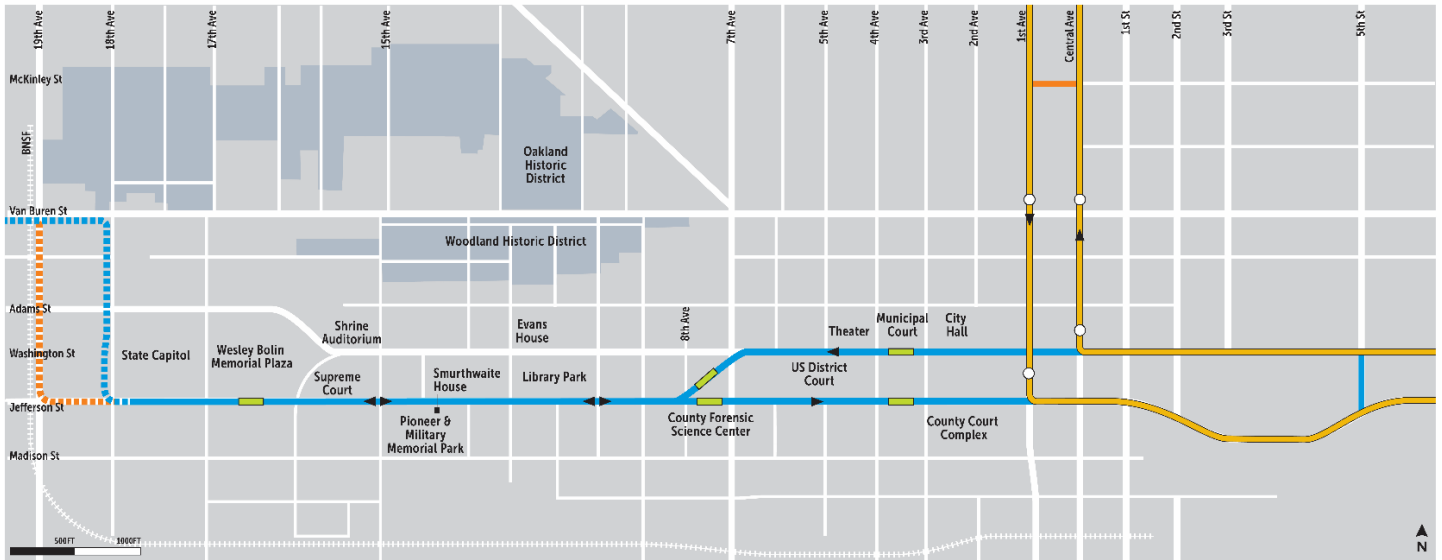 19th Ave
18th Ave
17th Ave
15th Ave
7th Ave
5th Ave
4th Ave
3rd Ave
2nd Ave
1st Ave
Central Ave
1st St
2nd St
3rd St
5th St
McKinley St
BNSF
Oakland
Historic
District
Van Buren St
Woodland Historic District
Adams St
8th Ave
Shrine
Auditorium
Evans
House
Theater
Municipal
Court
City
Hall
Washington St
State Capitol
Wesley Bolin
Memorial Plaza
Supreme
Court
Smurthwaite
House
Library Park
US District
Court
Jefferson St
Pioneer &
Military
Memorial Park
County Forensic
Science Center
County Court
Complex
Madison St
500FT
1000FT
N